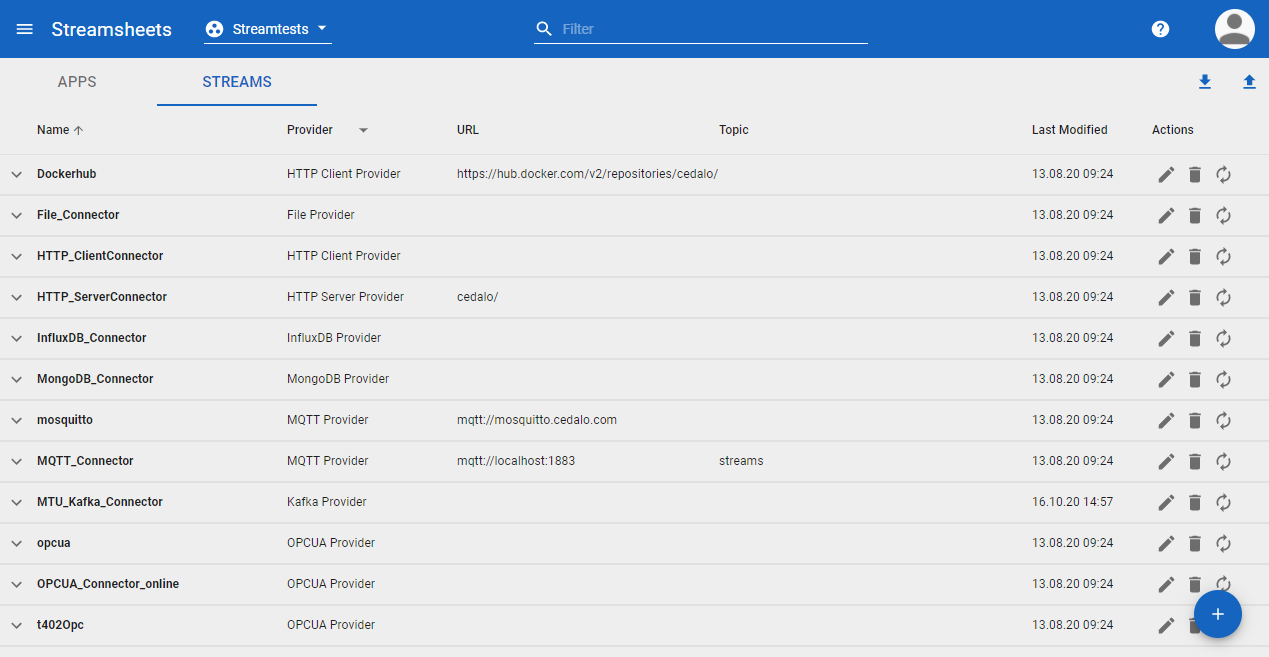 Streamsheets Streamtests Filter
APPS STREAMS
Name Provider URL Topic Last Modified Actions
Dockerhub HTTP Client Provider https://hub.docker.com/v2/repositories/cedalo/ 13.08.20 09:24
File_Connector File Provider 13.08.20 09:24
HTTP_ClientConnector HTTP Client Provider 13.08.20 09:24
HTTP_ServerConnector HTTP Server Provider cedalo/ 13.08.20 09:24
InfluxDB_Connector InfluxDB Provider 13.08.20 09:24
MongoDB_Connector MongoDB Provider 13.08.20 09:24
mosquitto MQTT Provider mqtt://mosquitto.cedalo.com 13.08.20 09:24
MQTT_Connector MQTT Provider mqtt://localhost:1883 streams 13.08.20 09:24
MTU_Kafka_Connector Kafka Provider 16.10.20 14:57
opcua OPCUA Provider 13.08.20 09:24
OPCUA_Connector_online OPCUA Provider 13.08.20 09:24
t402Opc OPCUA Provider 13.08.20 09:24